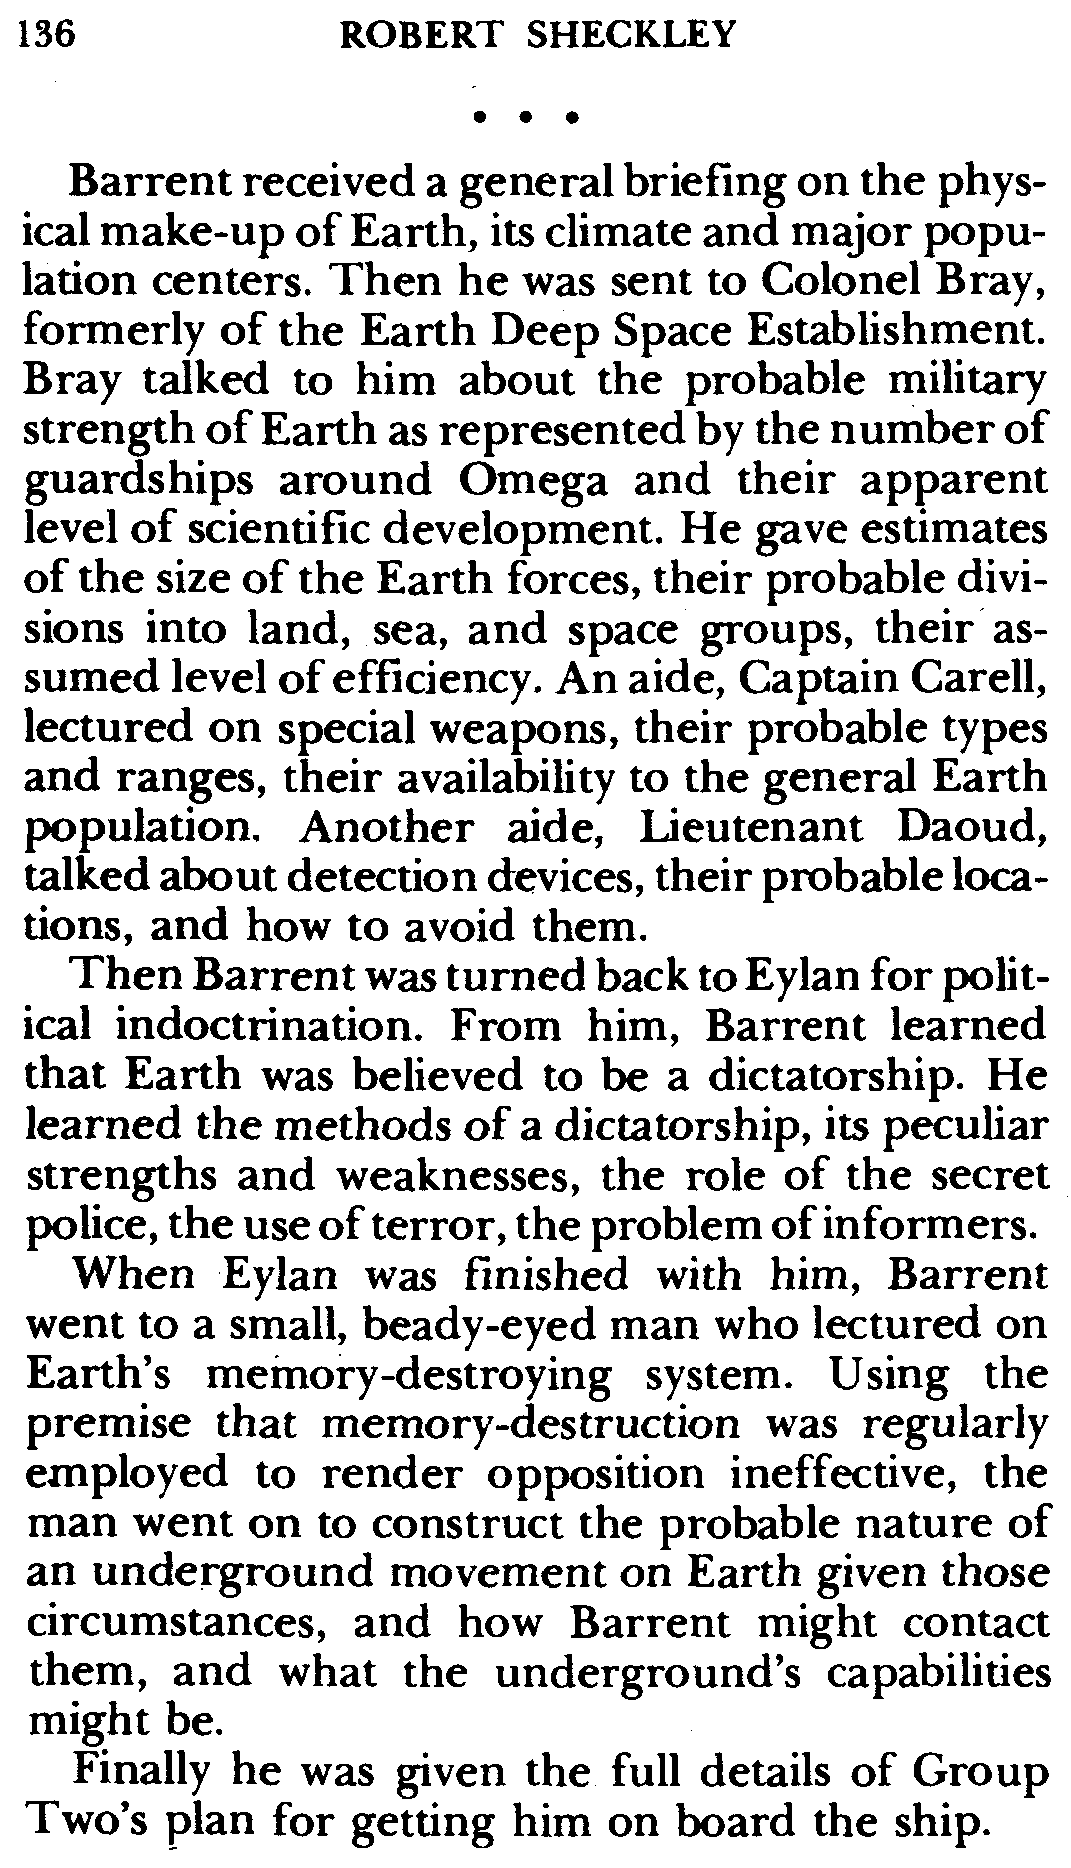 136 ROBERT SHECKLEY
• • •
Barrent received a general briefing on the phys-
ical make-up of Earth, its climate and major popu-
lation centers. Then he was sent to Colonel Bray,
formerly of the Earth Deep Space Establishment.
Bray talked to him about the probable military
strength of Earth as represented by the number of
guardships around Omega and their apparent
level of scientific development. He gave estimates
of the size of the Earth forces, their probable divi-
sions into land, sea, and space groups, their as-
sumed level of efficiency. An aide, Captain Carell,
lectured on special weapons, their probable types
and ranges, their availability to the general Earth
population. Another aide, Lieutenant Daoud,
talked about detection devices, their probable loca-
tions, and how to avoid them.
Then Barrent was turned back to Eylan for polit-
ical indoctrination. From him, Barrent learned
that Earth was believed to be a dictatorship. He
learned the methods of a dictatorship, its peculiar
strengths and weaknesses, the role of the secret
police, the use of terror, the problem of informers.
When Eylan was finished with him, Barrent
went to a small, beady-eyed man who lectured on
Earth's memory-destroying system. Using the
premise that memory-destruction was regularly
employed to render opposition ineffective, the
man went on to construct the probable nature of
an underground movement on Earth given those
circumstances, and how Barrent might contact
them, and what the underground's capabilities
might be.
Finally he was given the full details of Group
Two's plan for getting him on board the ship.